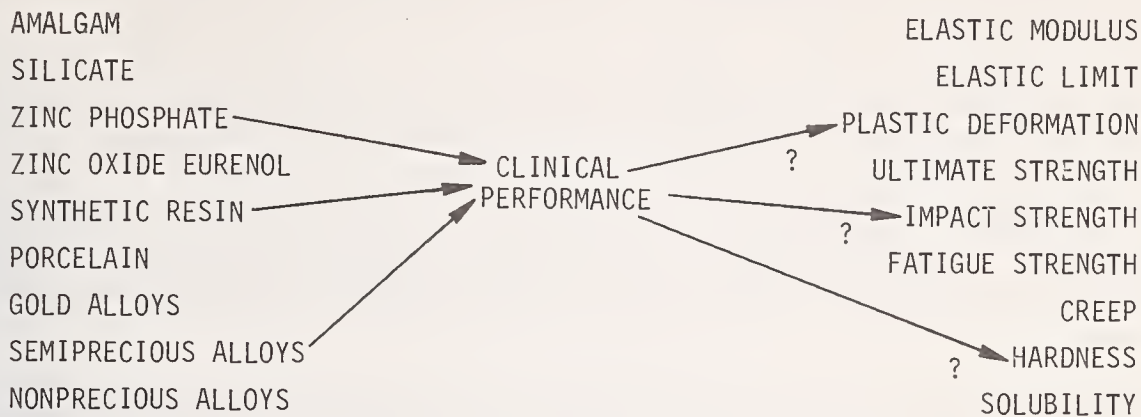 AMALGAM
SILICATE
ZINC PHOSPHATE
ZINC OXIDE EURENOL
SYNTHETIC RESIN
PORCELAIN
GOLD ALLOYS
SEMIPRECIOUS ALLOYS
NONPRECIOUS ALLOYS
CLINICAL
PERFORMANCE
?
?
?
ELASTIC MODULUS
ELASTIC LIMIT
PLASTIC DEFORMATION
ULTIMATE STRENGTH
IMPACT STRENGTH
FATIGUE STRENGTH
CREEP
HARDNESS
SOLUBILITY